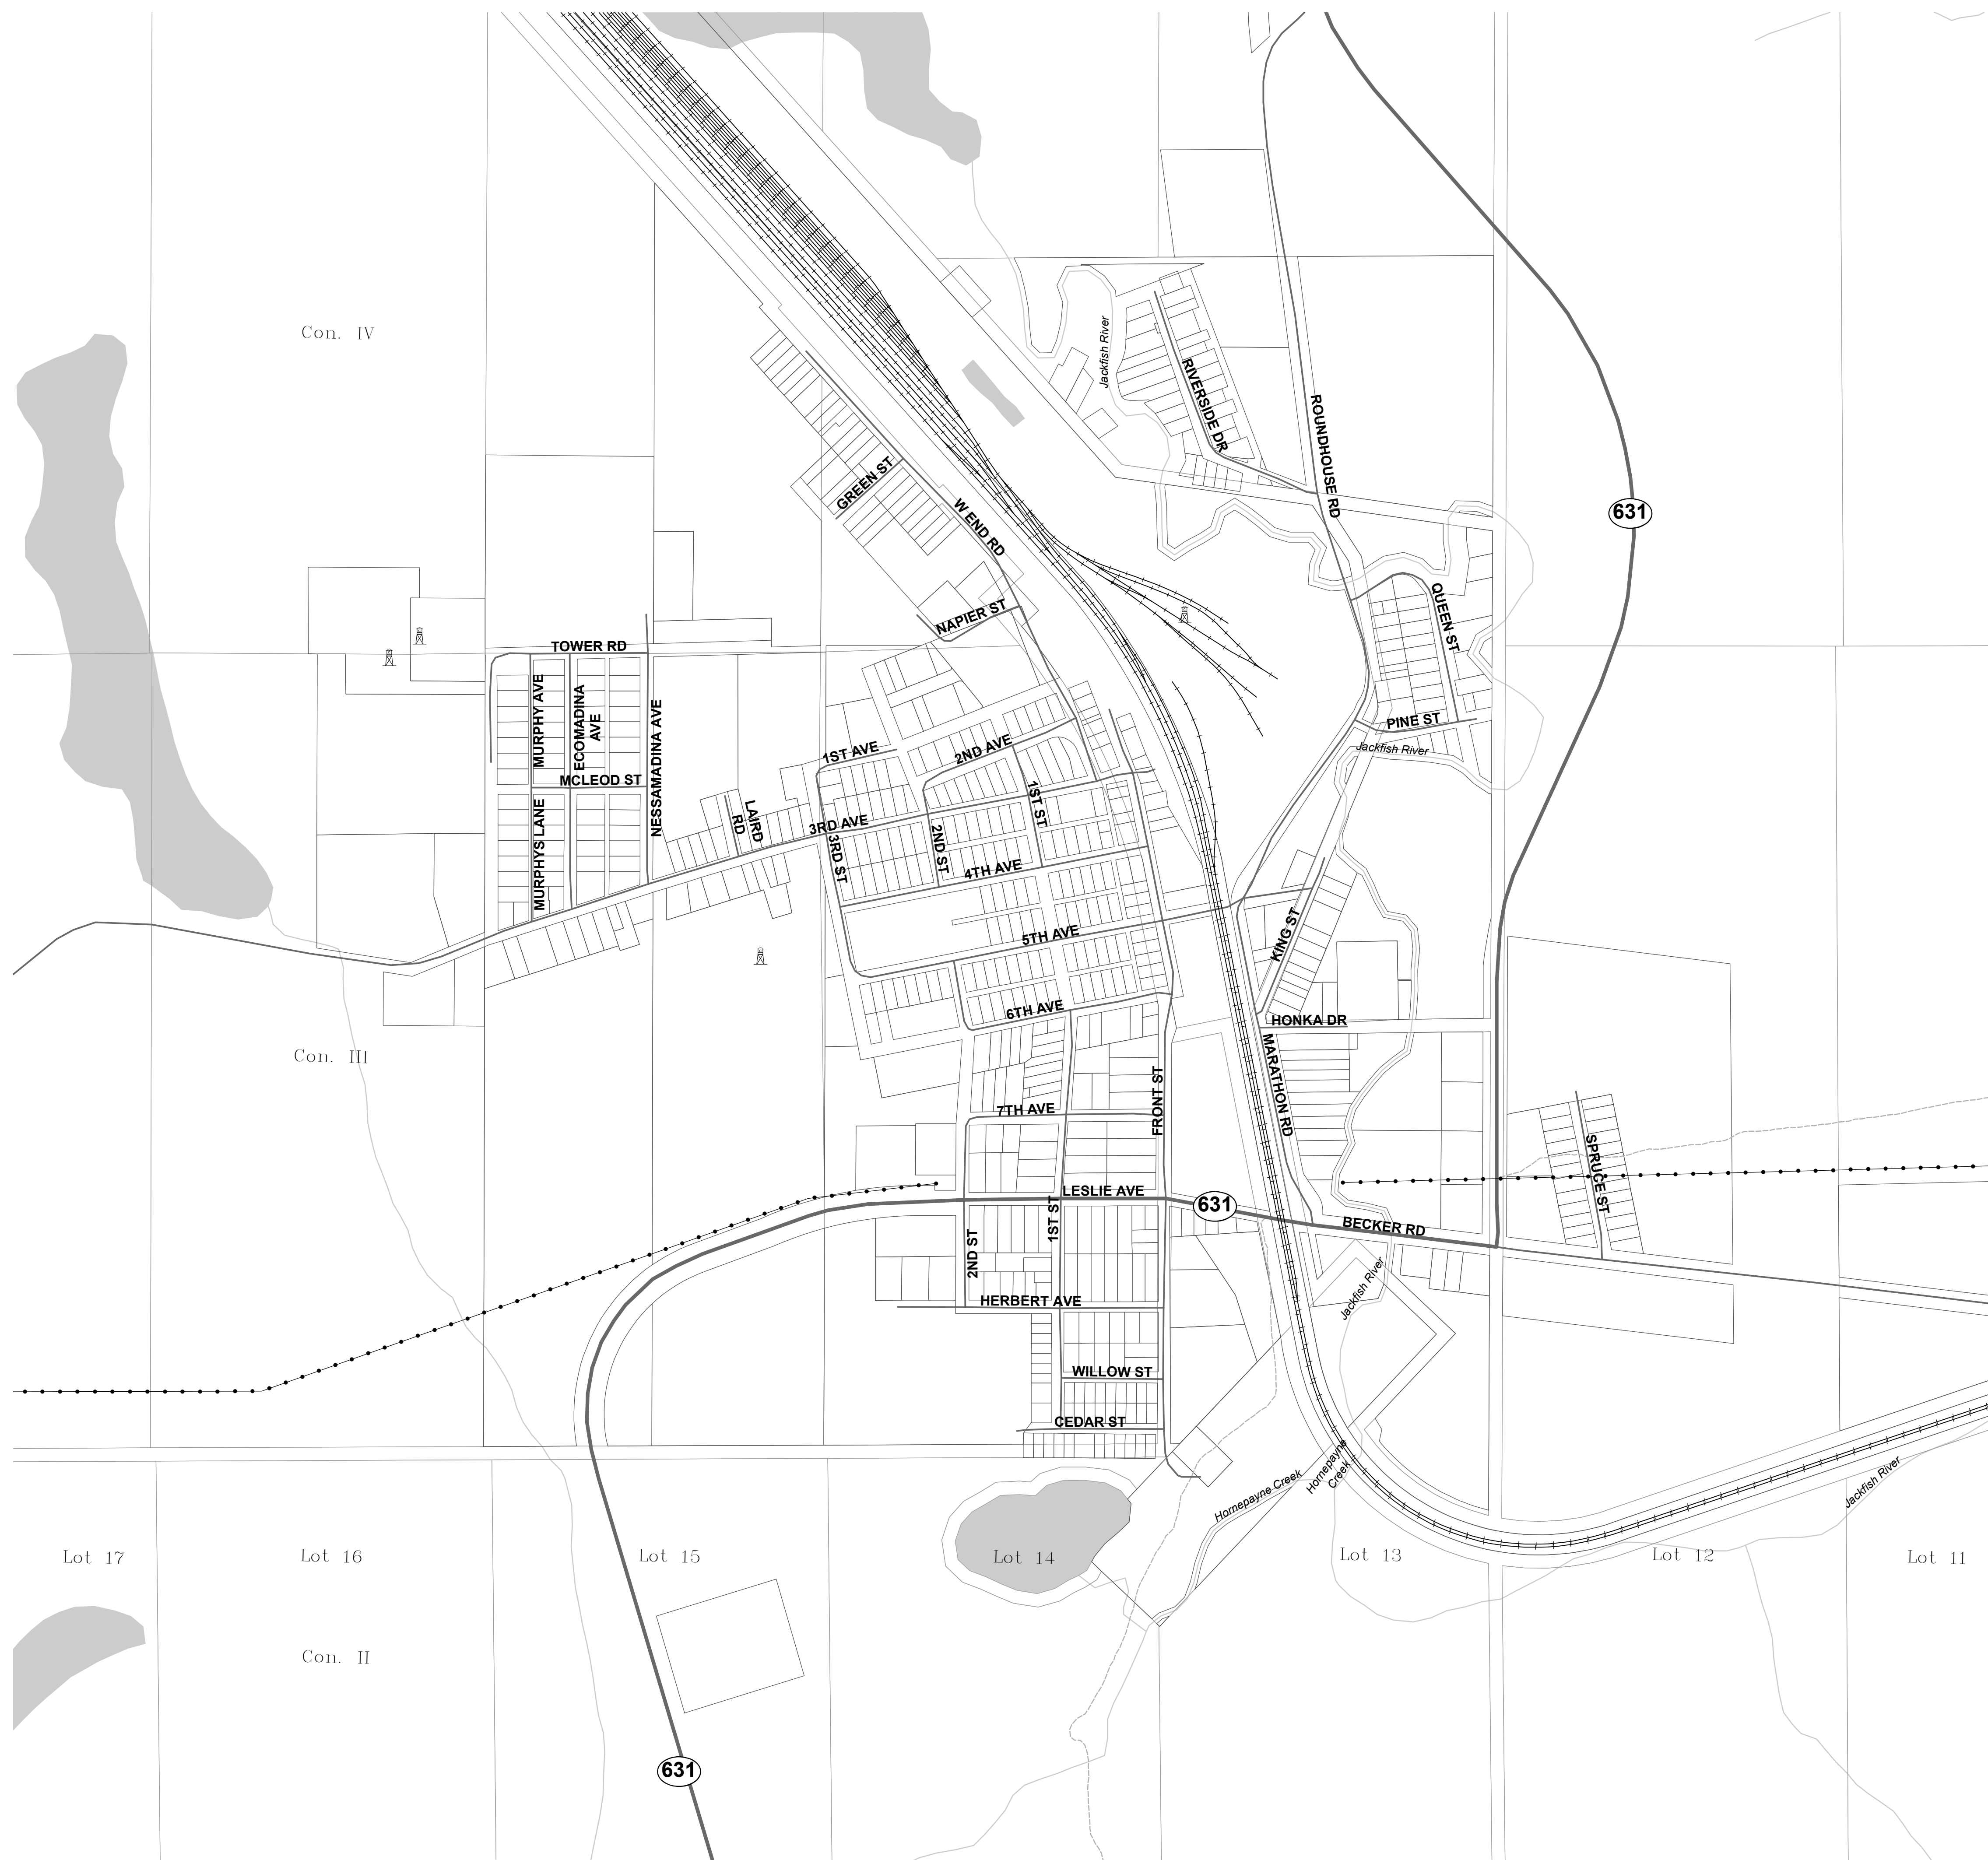 Con. IV
Jackfish River
RIVERSIDE DR
ROUNDHOUSE RD
GREEN ST
W END RD
631
NAPIER ST
QUEEN ST
TOWER RD
MURPHY AVE
ECOMADINA
AVE
NESSAMADINA AVE
MCLEOD ST
MURPHYS LANE
LAIRD
RD
1ST AVE
2ND AVE
PINE ST
Jackfish River
3RD AVE
3RD ST
2ND ST
1ST ST
4TH AVE
5TH AVE
KING ST
6TH AVE
HONKA DR
MARATHON RD
Con. III
FRONT ST
7TH AVE
SPRUCE ST
LESLIE AVE
631
BECKER RD
2ND ST
1ST ST
Jackfish River
HERBERT AVE
WILLOW ST
CEDAR ST
Hornepayne Creek
Hornepayne
Creek
Jackfish River
Lot 17
Lot 16
Lot 15
Lot 14
Lot 13
Lot 12
Lot 11
Con. II
631